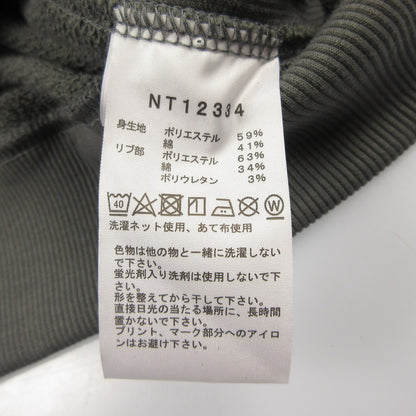 NT12334
身生地 ポリエステル 59%
綿 41%
リブ部 ポリエステル 63%
綿 34%
ポリウレタン 3%
40 W
洗濯ネット使用、あて布使用
色物は他の物と一緒に洗濯しない
で下さい。
蛍光剤入り洗剤は使用しないで下
さい。
形を整えてから干して下さい。
直接日光の当たる場所に、長時間
置かないで下さい。
プリント、マーク部分へのアイロ
ンはお避け下さい。